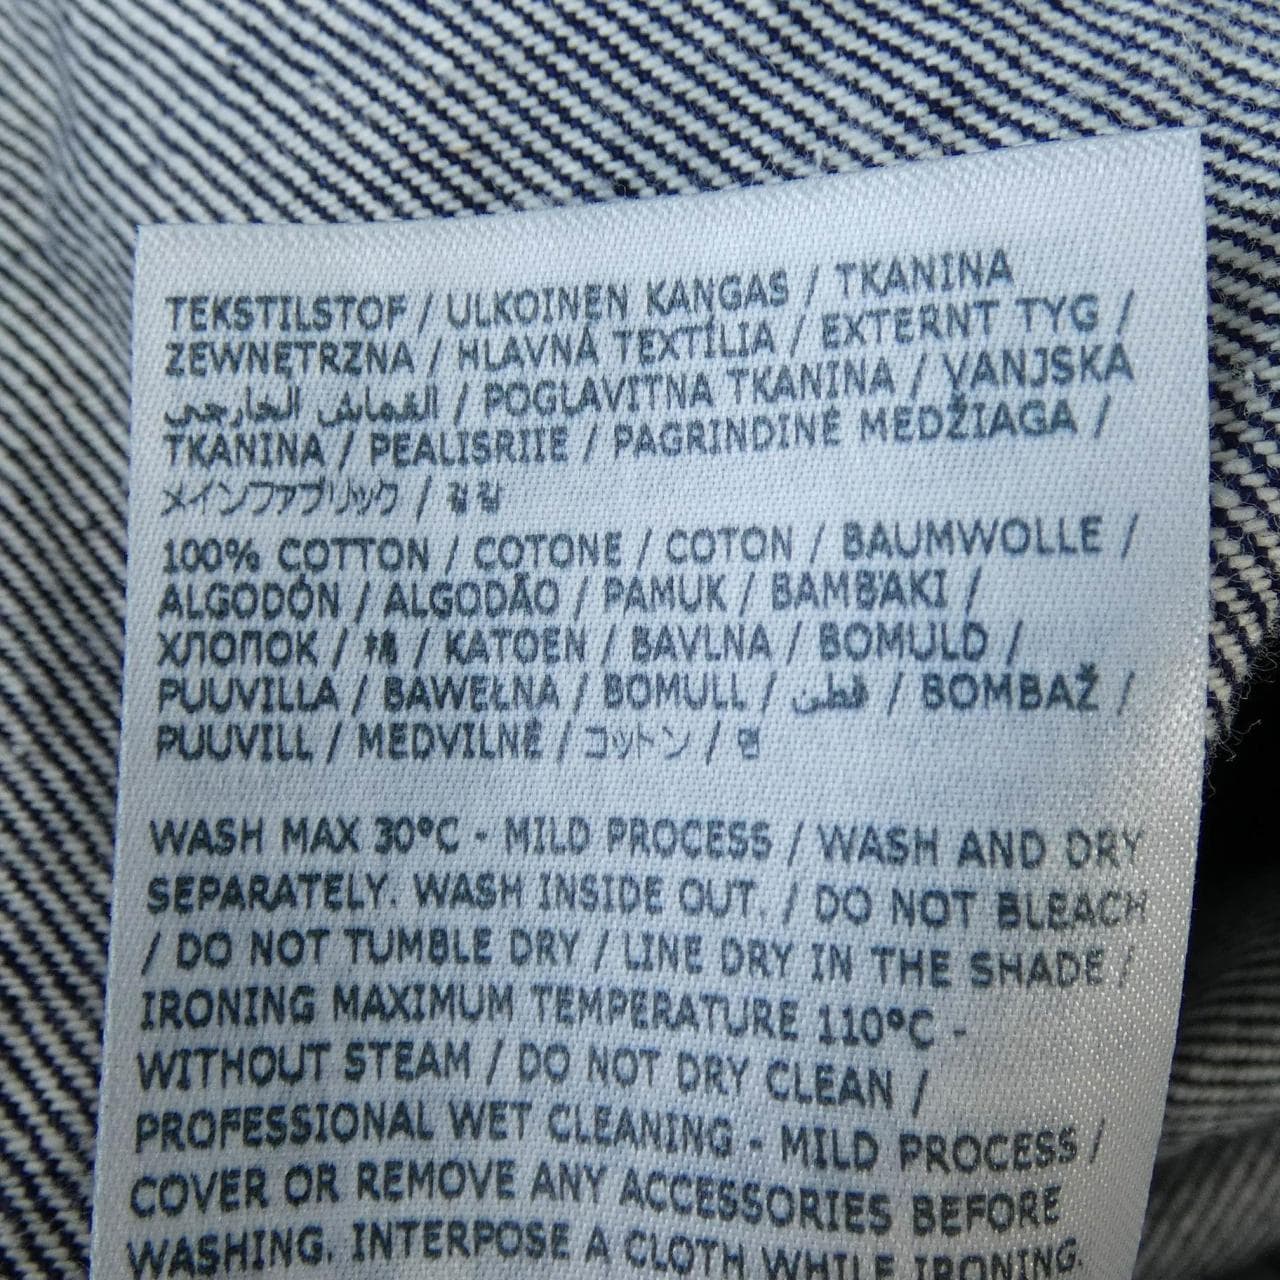 TEKSTILSTOF / ULKOINEN KANGAS / TKANINA
ZEWNĘTRZNA / HLAVNÁ TEXTÍLIA / EXTERNT TYG /
القماش الخارجي / POGLAVITNA TKANINA / VANJSKA
TKANINA / PEALISRIIE / PAGRINDINĖ MEDŽIAGA /
メインファブリック / 겉감
100% COTTON / COTONE / COTON / BAUMWOLLE /
ALGODÓN / ALGODÃO / PAMUK / BAMBAKI /
ХЛОПОК / 棉 / KATOEN / BAVLNA / BOMULD /
PUUVILLA / BAWEŁNA / BOMULL / قطن / BOMBAŽ /
PUUVILL / MEDVILNĖ / コットン / 면
WASH MAX 30°C - MILD PROCESS / WASH AND DRY
SEPARATELY. WASH INSIDE OUT. / DO NOT BLEACH
/ DO NOT TUMBLE DRY / LINE DRY IN THE SHADE /
IRONING MAXIMUM TEMPERATURE 110°C -
WITHOUT STEAM / DO NOT DRY CLEAN /
PROFESSIONAL WET CLEANING - MILD PROCESS /
COVER OR REMOVE ANY ACCESSORIES BEFORE
WASHING. INTERPOSE A CLOTH WHILE IRONING.